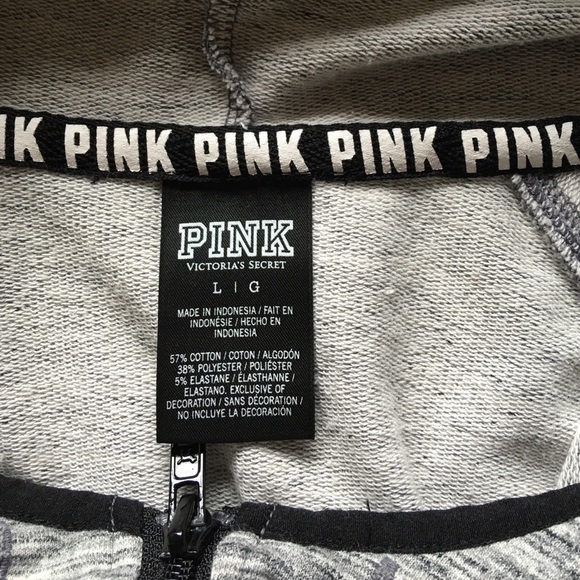 PINK PINK PINK PINK PINK
PINK
VICTORIA'S SECRET
L | G
MADE IN INDONESIA / FAIT EN
INDONÉSIE / HECHO EN
INDONESIA
57% COTTON / COTON / ALGODÓN
38% POLYESTER / POLIÉSTER
5% ELASTANE / ÉLASTHANNE /
ELASTANO. EXCLUSIVE OF
DECORATION / SANS DÉCORATION /
NO INCLUYE LA DECORACIÓN